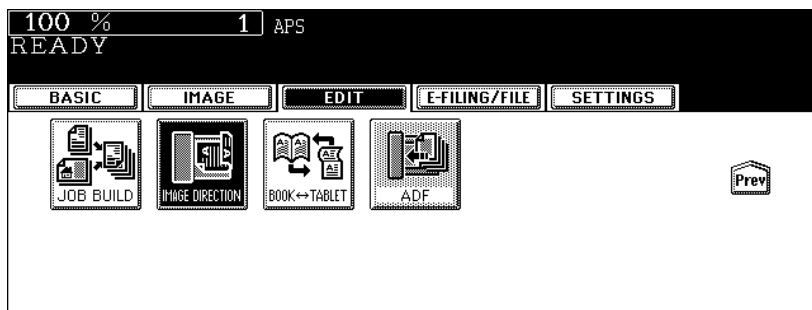 100 % 1 APS
READY
BASIC IMAGE EDIT E-FILING/FILE SETTINGS
JOB BUILD IMAGE DIRECTION BOOK↔TABLET ADF
Prev